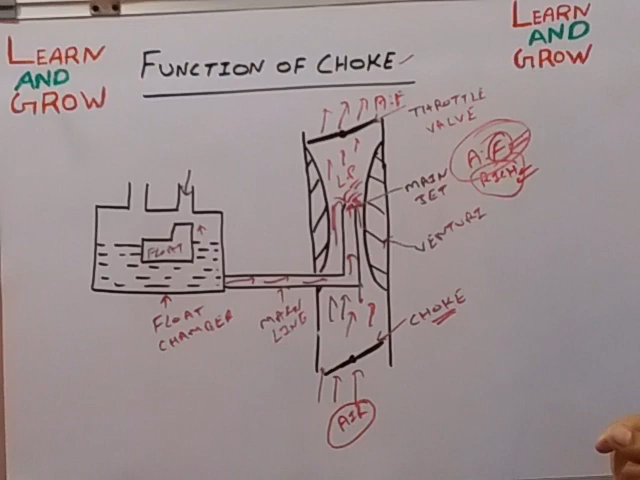 LEARN
AND
GROW
FUNCTION OF CHOKE
LEARN
AND
GROW
A:F
THROTTLE
VALVE
A:F
RICH
L.P
MAIN
JET
VENTURI
FLOAT
FLOAT
CHAMBER
MAIN
LINE
CHOKE
AIR